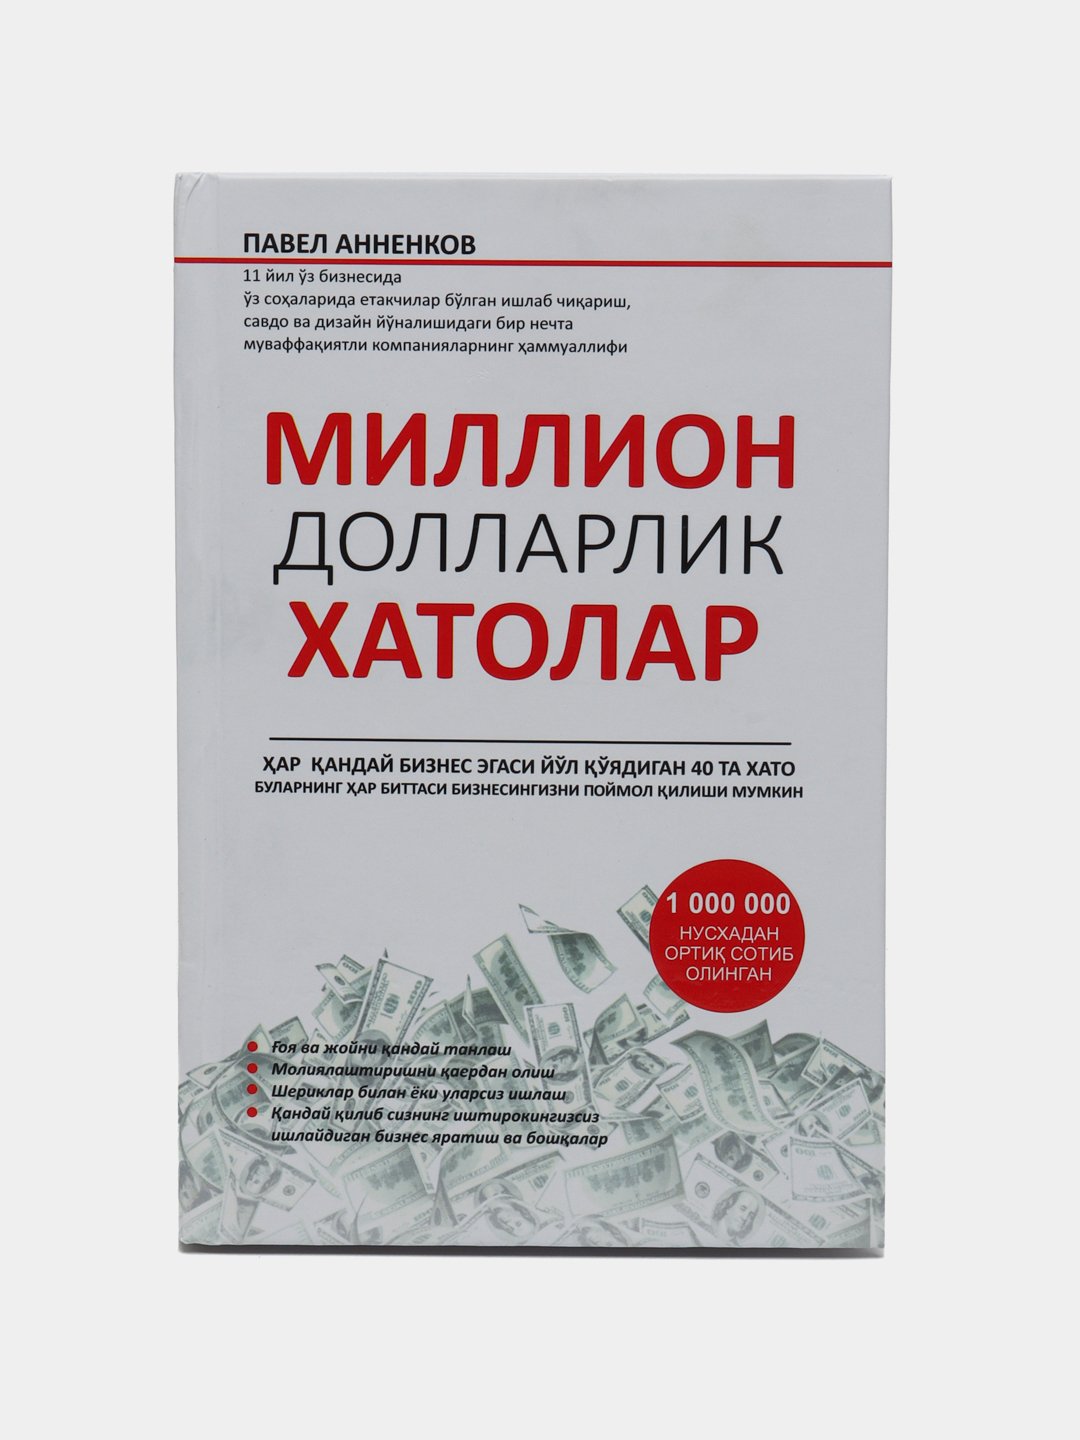 ПАВЕЛ АННЕНКОВ
11 йил ўз бизнесида
ўз соҳаларида етакчилар бўлган ишлаб чиқариш,
савдо ва дизайн йўналишидаги бир нечта
муваффақиятли компанияларнинг ҳаммуаллифи
МИЛЛИОН
ДОЛЛАРЛИК
ХАТОЛАР
ҲАР ҚАНДАЙ БИЗНЕС ЭГАСИ ЙЎЛ ҚЎЯДИГАН 40 ТА ХАТО
БУЛАРНИНГ ҲАР БИТТАСИ БИЗНЕСИНГИЗНИ ПОЙМОЛ ҚИЛИШИ МУМКИН
1 000 000
НУСХАДАН
ОРТИҚ СОТИБ
ОЛИНГАН
Ғоя ва жойни қандай танлаш
Молиялаштиришни қаердан олиш
Шериклар билан ёки уларсиз ишлаш
Қандай қилиб сизнинг иштирокингизсиз
ишлайдиган бизнес яратиш ва бошқалар